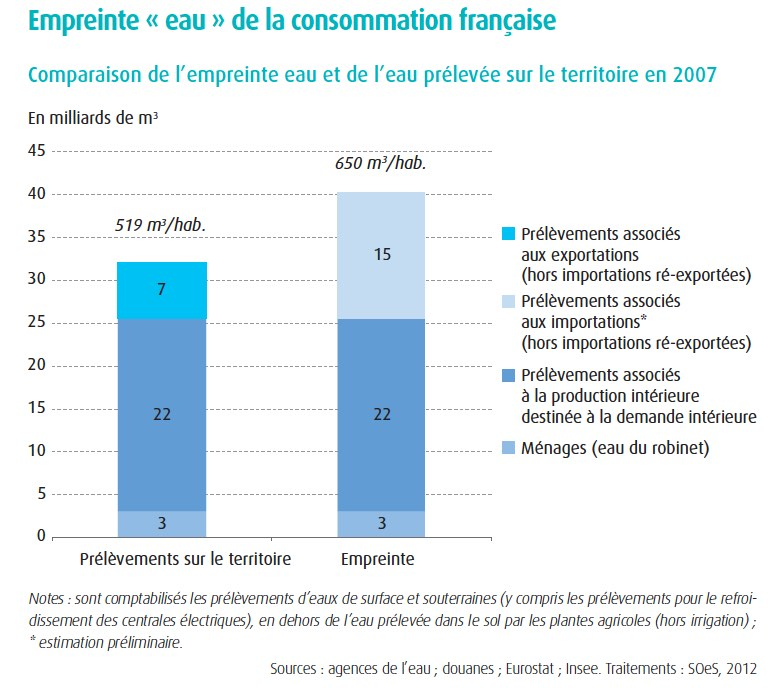 Empreinte « eau » de la consommation française
Comparaison de l'empreinte eau et de l'eau prélevée sur le territoire en 2007
En milliards de m³
45
650 m³/hab.
40
519 m³/hab.
35
30
25
20
15
10
5
0
7
22
3
15
22
3
Prélèvements sur le territoire
Empreinte
Prélèvements associés
aux exportations
(hors importations ré-exportées)
Prélèvements associés
aux importations*
(hors importations ré-exportées)
Prélèvements associés
à la production intérieure
destinée à la demande intérieure
Ménages (eau du robinet)
Notes : sont comptabilisés les prélèvements d'eaux de surface et souterraines (y compris les prélèvements pour le refroi-
dissement des centrales électriques), en dehors de l'eau prélevée dans le sol par les plantes agricoles (hors irrigation) ;
* estimation préliminaire.
Sources : agences de l'eau ; douanes ; Eurostat ; Insee. Traitements : SOeS, 2012